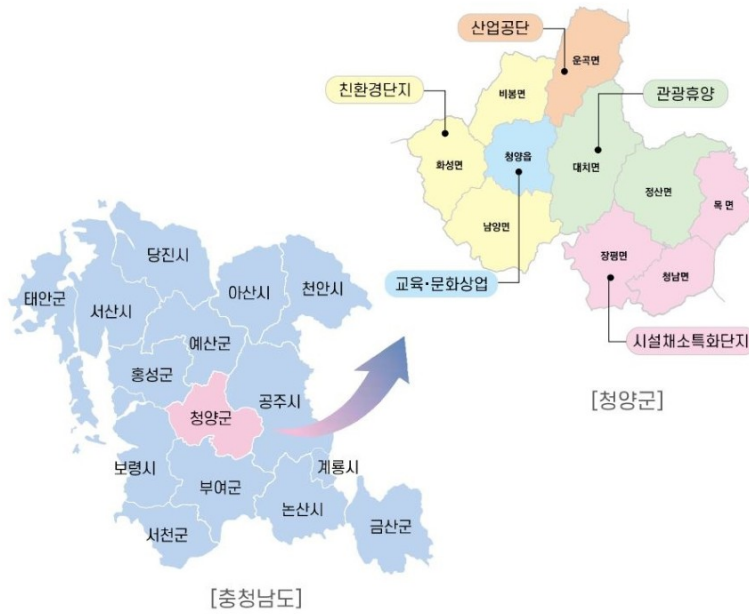 산업공단
운곡면
친환경단지
비봉면
관광휴양
화성면
청양읍
대치면
정산면
목 면
남양면
장평면
청남면
교육•문화상업
시설채소특화단지
[청양군]
당진시
태안군
서산시
아산시
천안시
예산군
홍성군
청양군
공주시
보령시
부여군
계룡시
논산시
서천군
금산군
[충청남도]